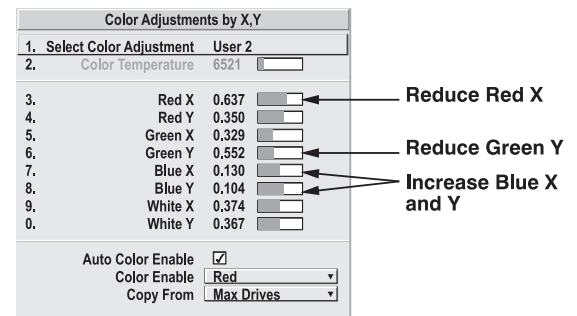 Color Adjustments by X,Y
1. Select Color Adjustment User 2
2. Color Temperature 6521
3. Red X 0.637 Reduce Red X
4. Red Y 0.350
5. Green X 0.329
6. Green Y 0.552 Reduce Green Y
7. Blue X 0.130 Increase Blue X
8. Blue Y 0.104 and Y
9. White X 0.374
0. White Y 0.367
Auto Color Enable
Color Enable Red
Copy From Max Drives